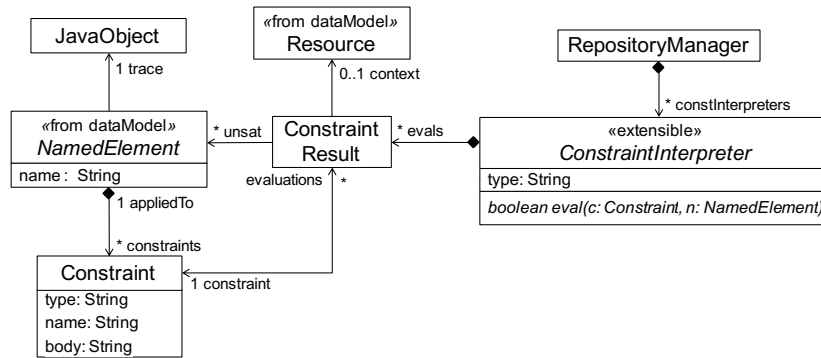 «from dataModel»
Resource
JavaObject
RepositoryManager
1 trace
0..1 context
* constInterpreters
«from dataModel»
NamedElement
name : String
* unsat
Constraint
Result
* evals
«extensible»
ConstraintInterpreter
type: String
boolean eval(c: Constraint, n: NamedElement)
evaluations
*
1 appliedTo
* constraints
Constraint
type: String
name: String
body: String
1 constraint